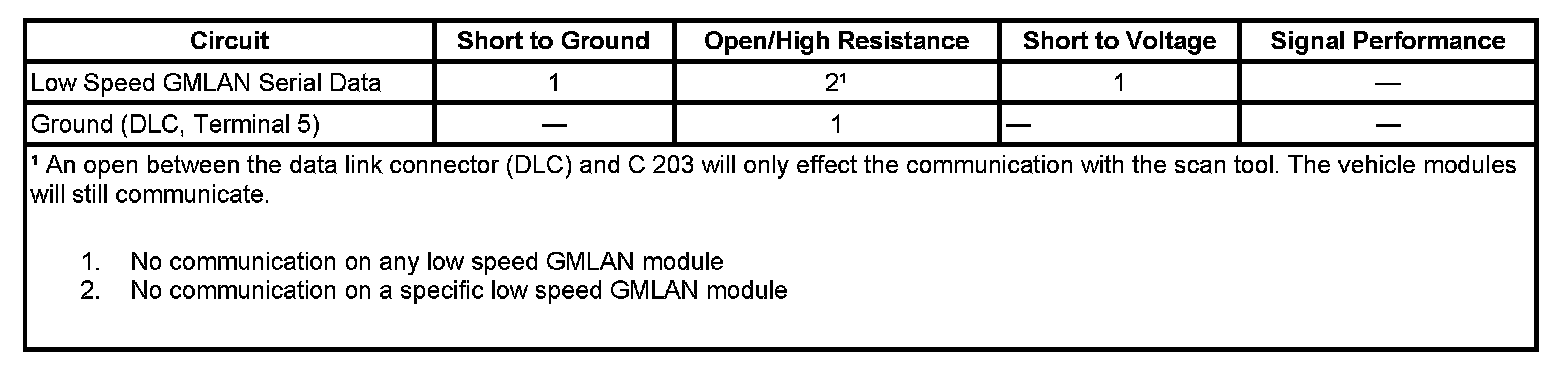 Circuit Short to Ground Open/High Resistance Short to Voltage Signal Performance
Low Speed GMLAN Serial Data 1 2¹ 1 —
Ground (DLC, Terminal 5) — 1 — —
¹ An open between the data link connector (DLC) and C 203 will only effect the communication with the scan tool. The vehicle modules
will still communicate.
1. No communication on any low speed GMLAN module
2. No communication on a specific low speed GMLAN module